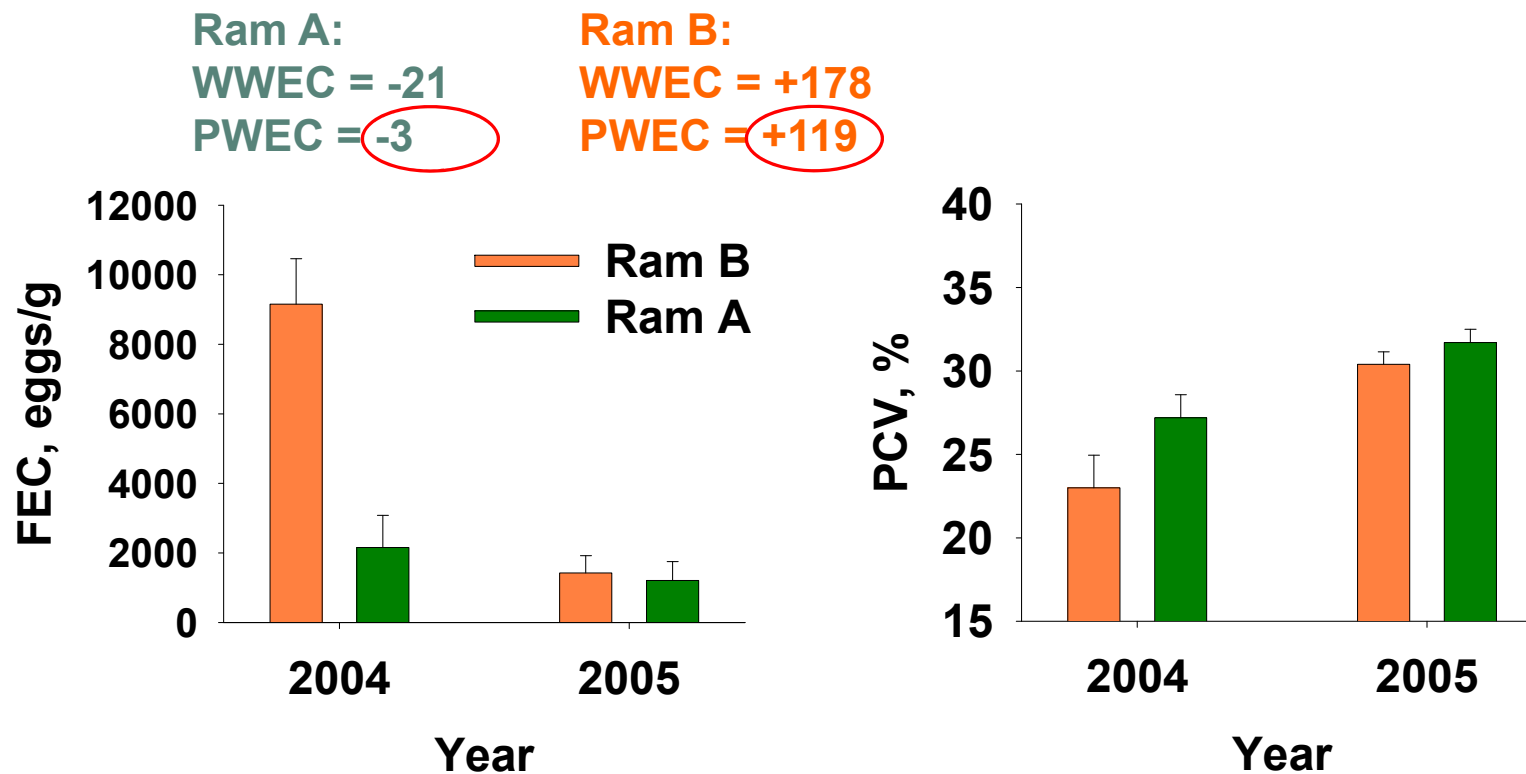 Ram A:
WWEC = -21
PWEC = -3
Ram B:
WWEC = +178
PWEC = +119
FEC, eggs/g
12000
10000
8000
6000
4000
2000
0
Ram B
Ram A
2004
2005
Year
PCV, %
40
35
30
25
20
15
2004
2005
Year